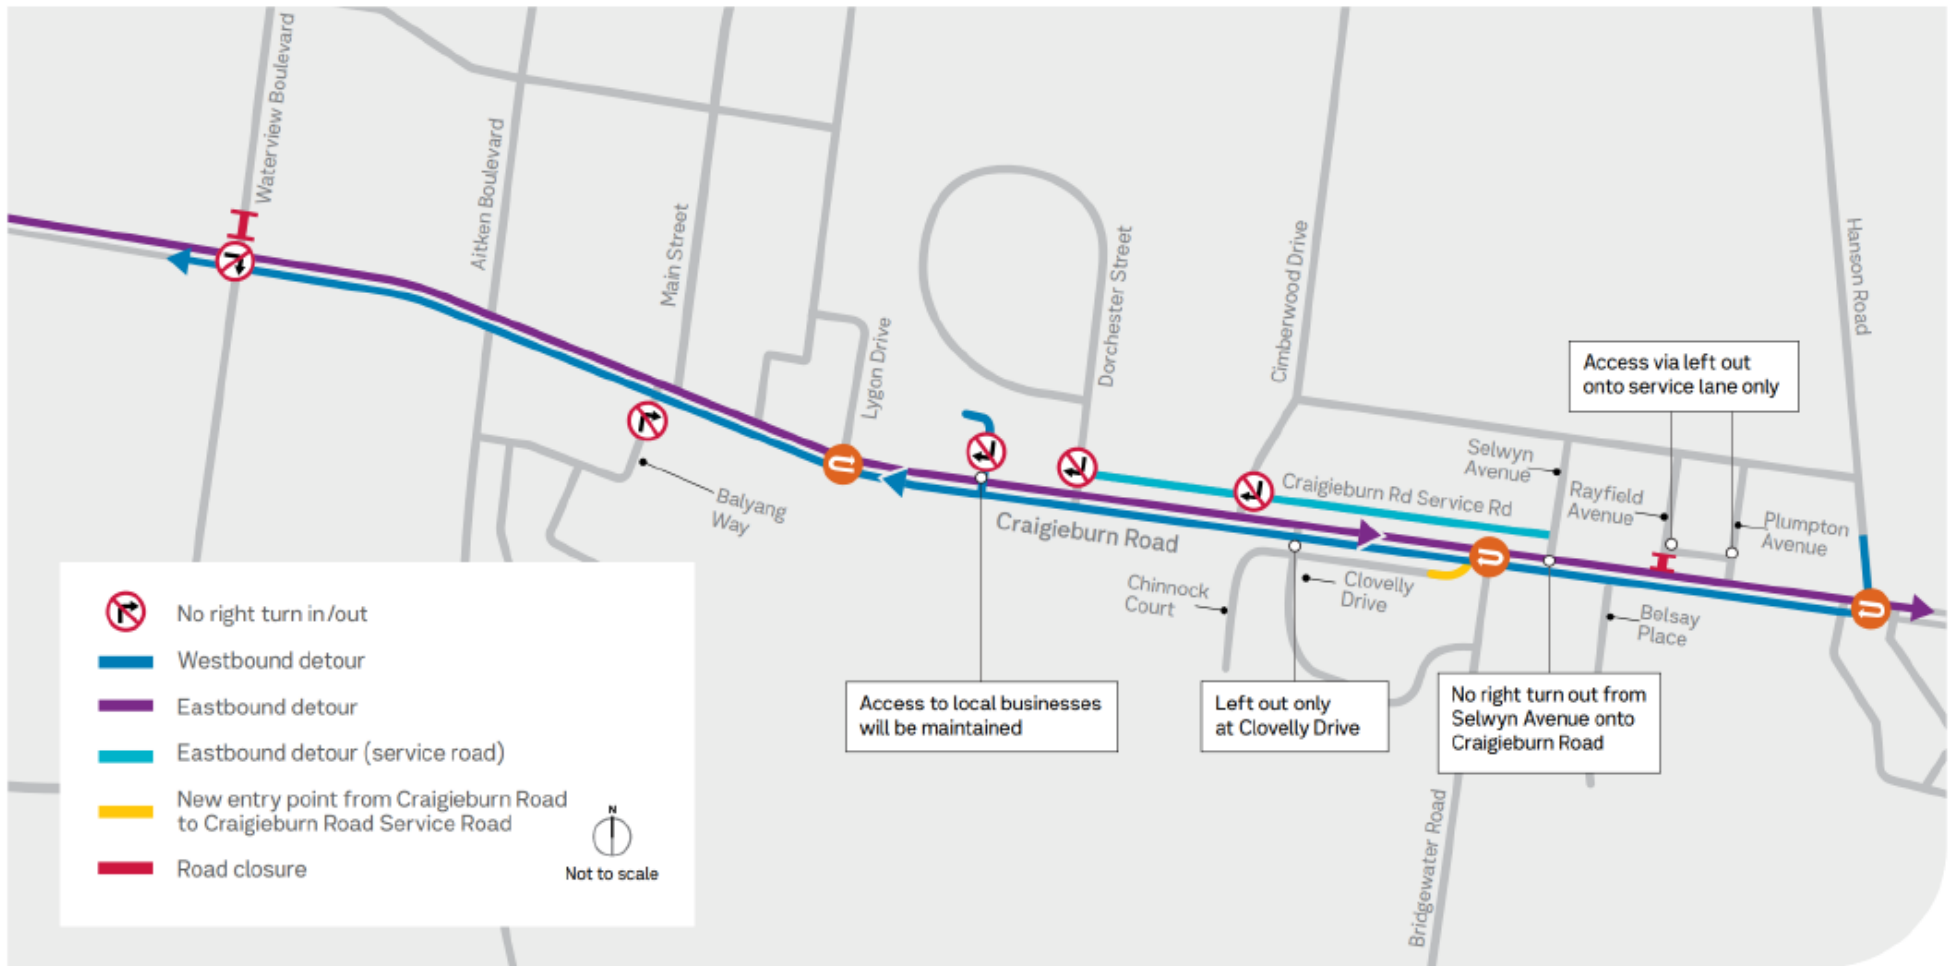 Waterview Boulevard
Aitken Boulevard
Main Street
Lygon Drive
Dorchester Street
Cimberwood Drive
Hanson Road
Access via left out
onto service lane only
Selwyn
Avenue
Craigieburn Rd Service Rd
Rayfield
Avenue
Plumpton
Avenue
Balyang
Way
Craigieburn Road
Chinnock
Court
Clovelly
Drive
Belsay
Place
Access to local businesses
will be maintained
Left out only
at Clovelly Drive
No right turn out from
Selwyn Avenue onto
Craigieburn Road
Bridgewater Road
No right turn in/out
Westbound detour
Eastbound detour
Eastbound detour (service road)
New entry point from Craigieburn Road
to Craigieburn Road Service Road
Road closure
N
Not to scale